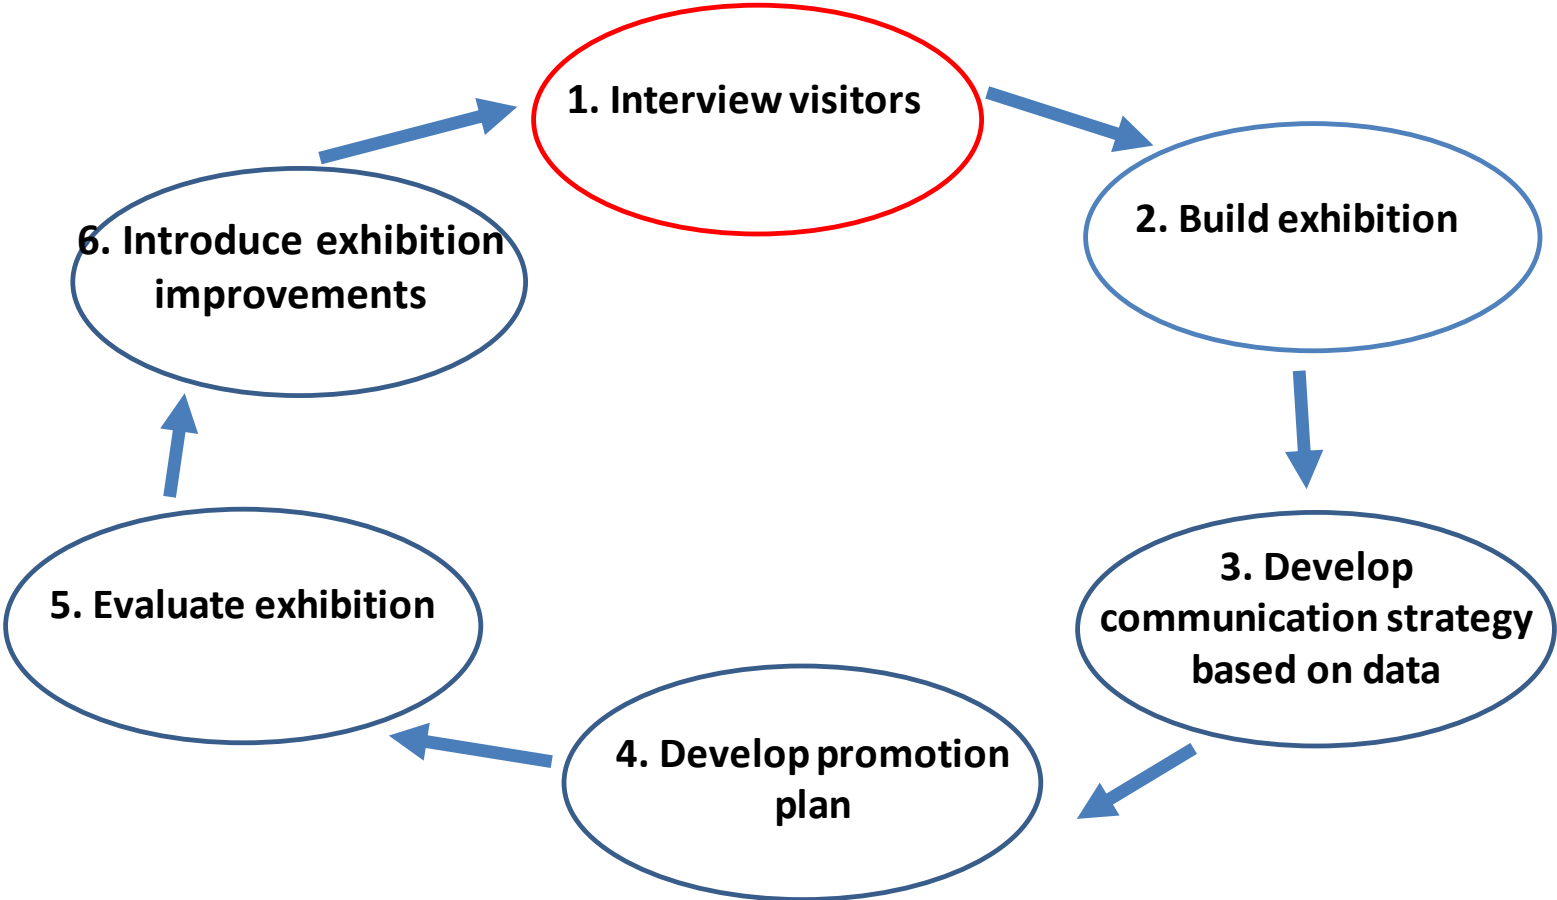 1. Interview visitors
2. Build exhibition
3. Develop
communication strategy
based on data
4. Develop promotion
plan
5. Evaluate exhibition
6. Introduce exhibition
improvements